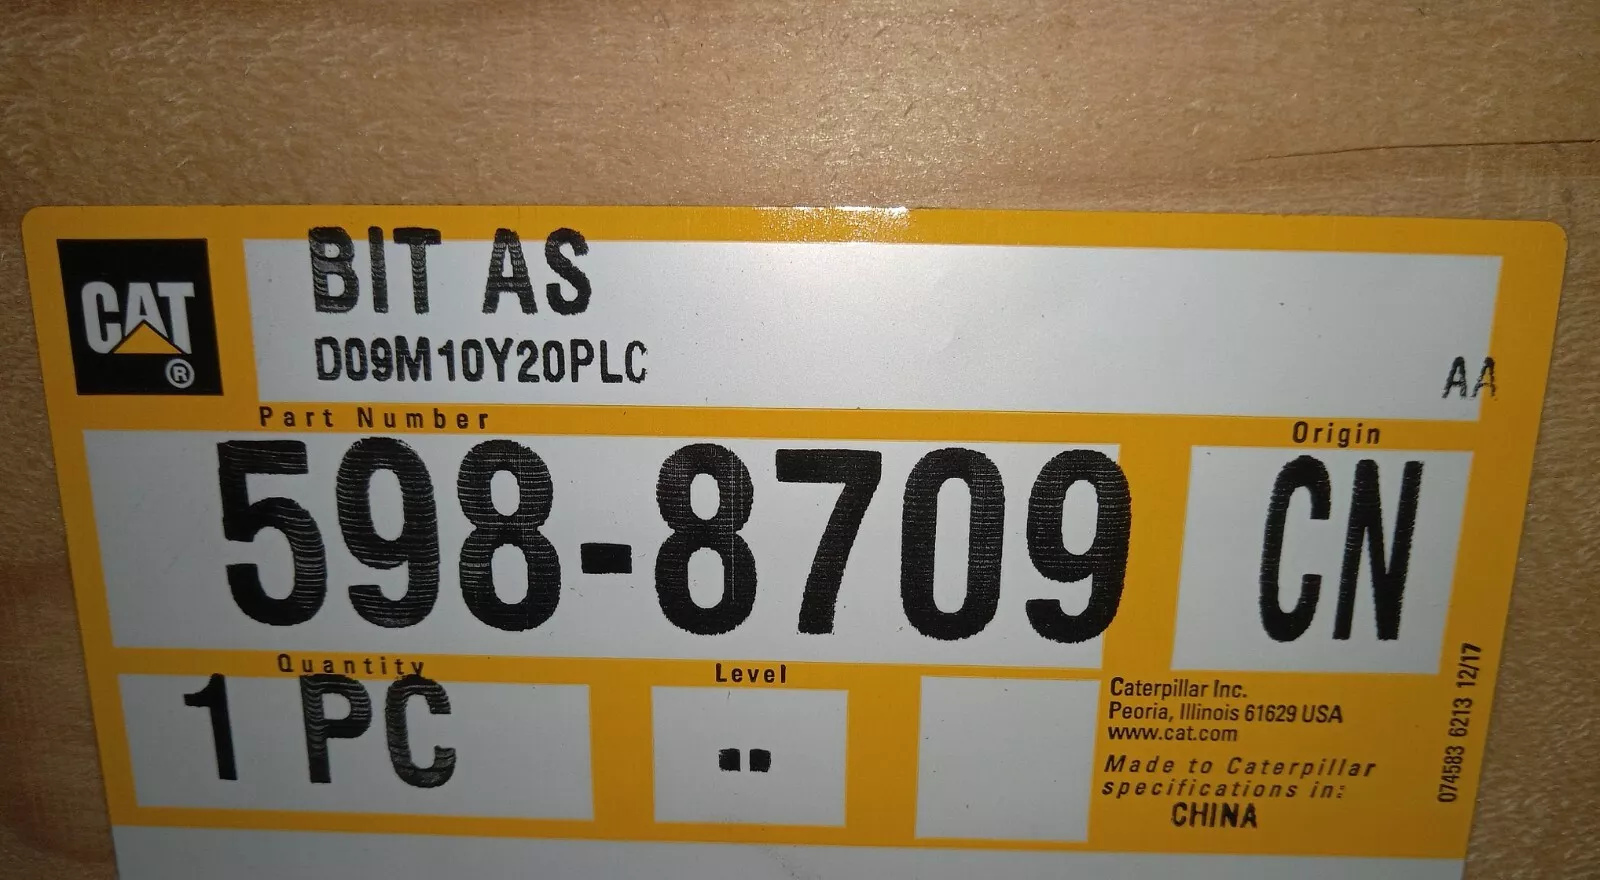 CAT®
BIT AS
D09M10Y20PLC
AA
Part Number
Origin
598-8709
CN
Quantity
Level
1 PC
--
Caterpillar Inc.
Peoria, Illinois 61629 USA
www.cat.com
Made to Caterpillar
specifications in:
CHINA
074583 6213 12/17